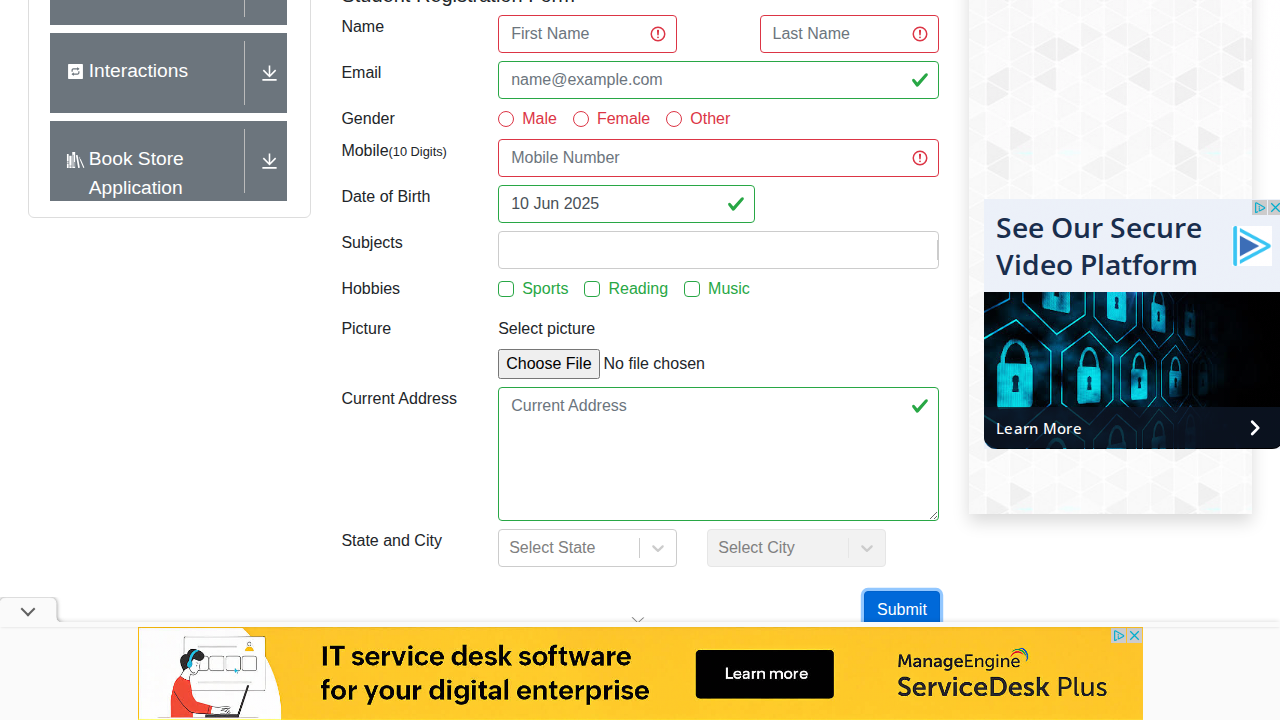 Student Registration Form
Name
First Name
Last Name
Interactions
Email
name@example.com
Gender
Male
Female
Other
Mobile(10 Digits)
Mobile Number
Book Store
Application
Date of Birth
10 Jun 2025
Subjects
Hobbies
Sports
Reading
Music
Picture
Select picture
Choose File No file chosen
Current Address
Current Address
State and City
Select State
Select City
Submit
See Our Secure
Video Platform
Learn More
IT service desk software
for your digital enterprise
Learn more
ManageEngine
ServiceDesk Plus